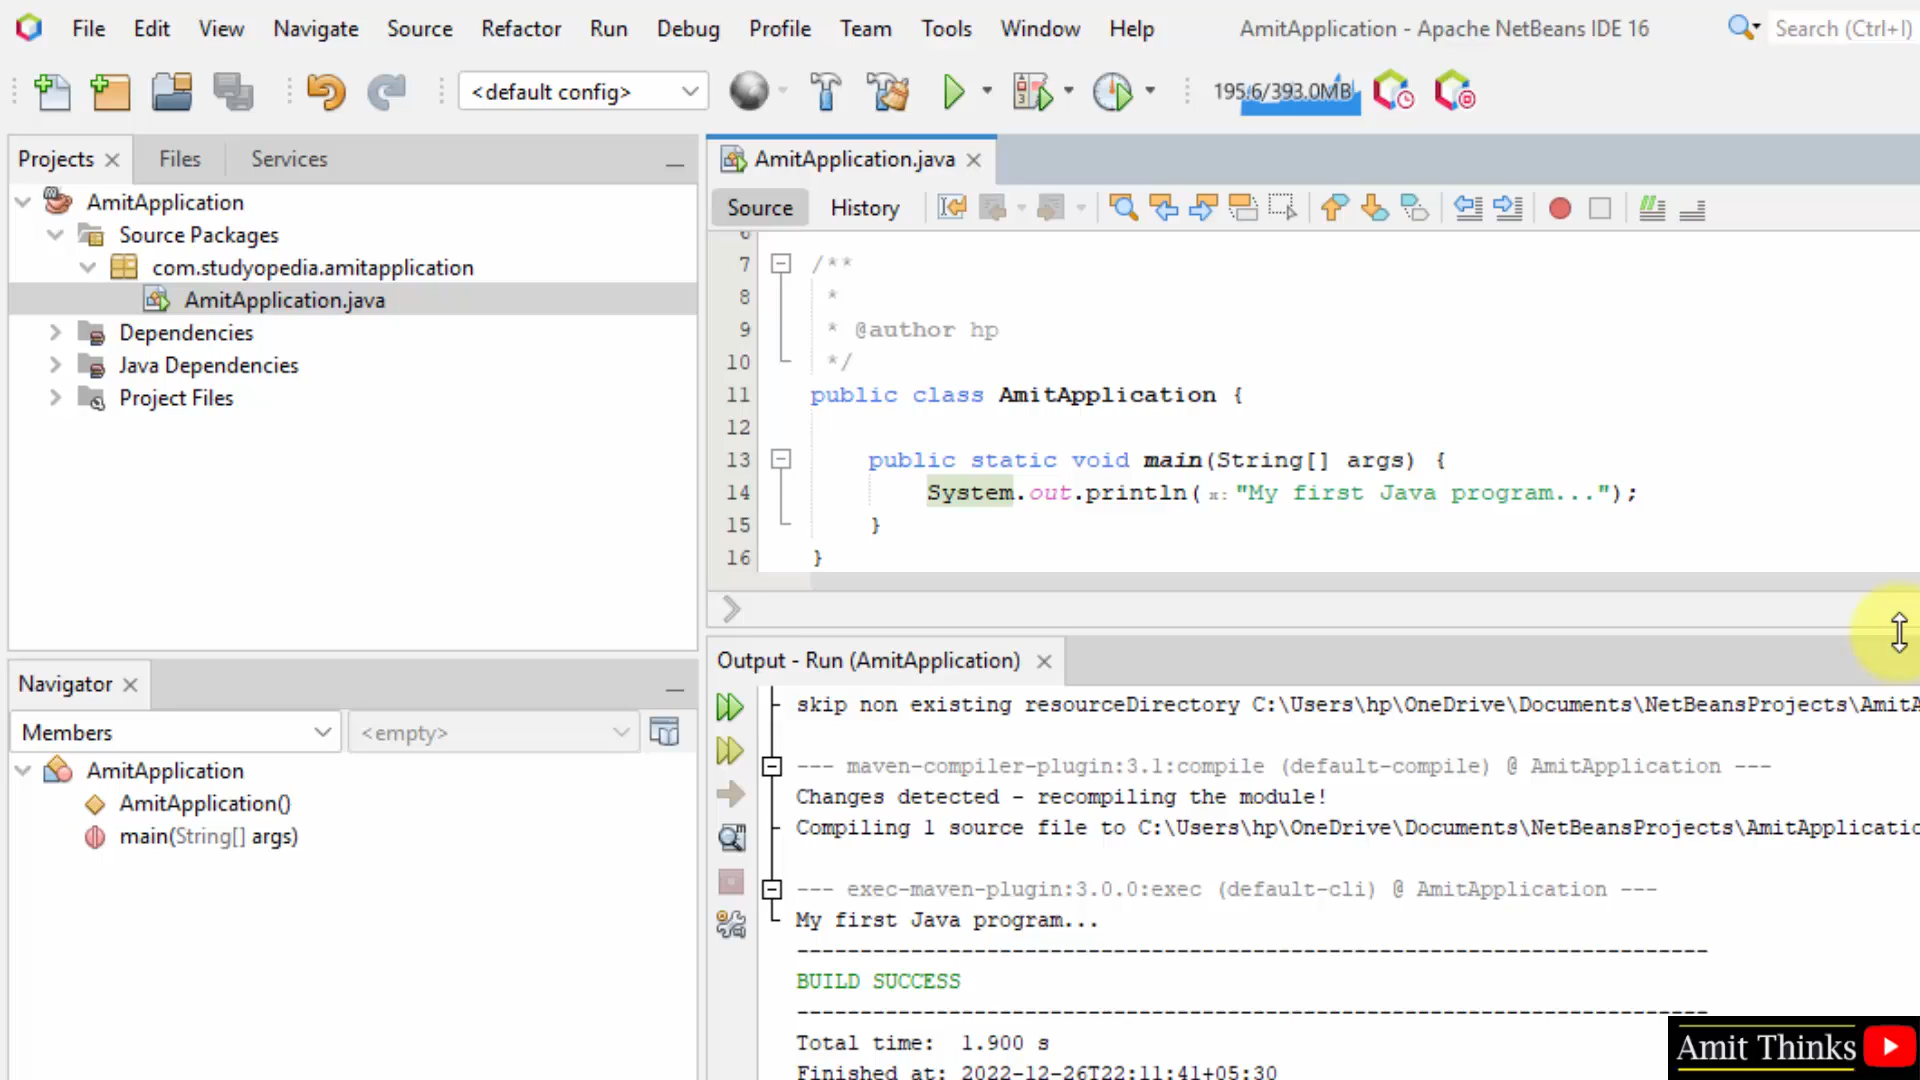 File Edit View Navigate Source Refactor Run Debug Profile Team Tools Window Help AmitApplication - Apache NetBeans IDE 16 Search (Ctrl+I)
<default config> 195.6/393.0MB
Projects Files Services
AmitApplication
Source Packages
com.studyopedia.amitapplication
AmitApplication.java
Dependencies
Java Dependencies
Project Files
AmitApplication.java
Source History
6
7 /**
8 *
9 * @author hp
10 */
11 public class AmitApplication {
12
13 public static void main(String[] args) {
14 System.out.println( x: "My first Java program...");
15 }
16 }
Navigator
Members <empty>
AmitApplication
AmitApplication()
main(String[] args)
Output - Run (AmitApplication)
skip non existing resourceDirectory C:\Users\hp\OneDrive\Documents\NetBeansProjects\AmitA
--- maven-compiler-plugin:3.1:compile (default-compile) @ AmitApplication ---
Changes detected - recompiling the module!
Compiling 1 source file to C:\Users\hp\OneDrive\Documents\NetBeansProjects\AmitApplicatio
--- exec-maven-plugin:3.0.0:exec (default-cli) @ AmitApplication ---
My first Java program...
------------------------------------------------------------------------
BUILD SUCCESS
------------------------------------------------------------------------
Total time: 1.900 s
Finished at: 2022-12-26T22:11:41+05:30
Amit Thinks